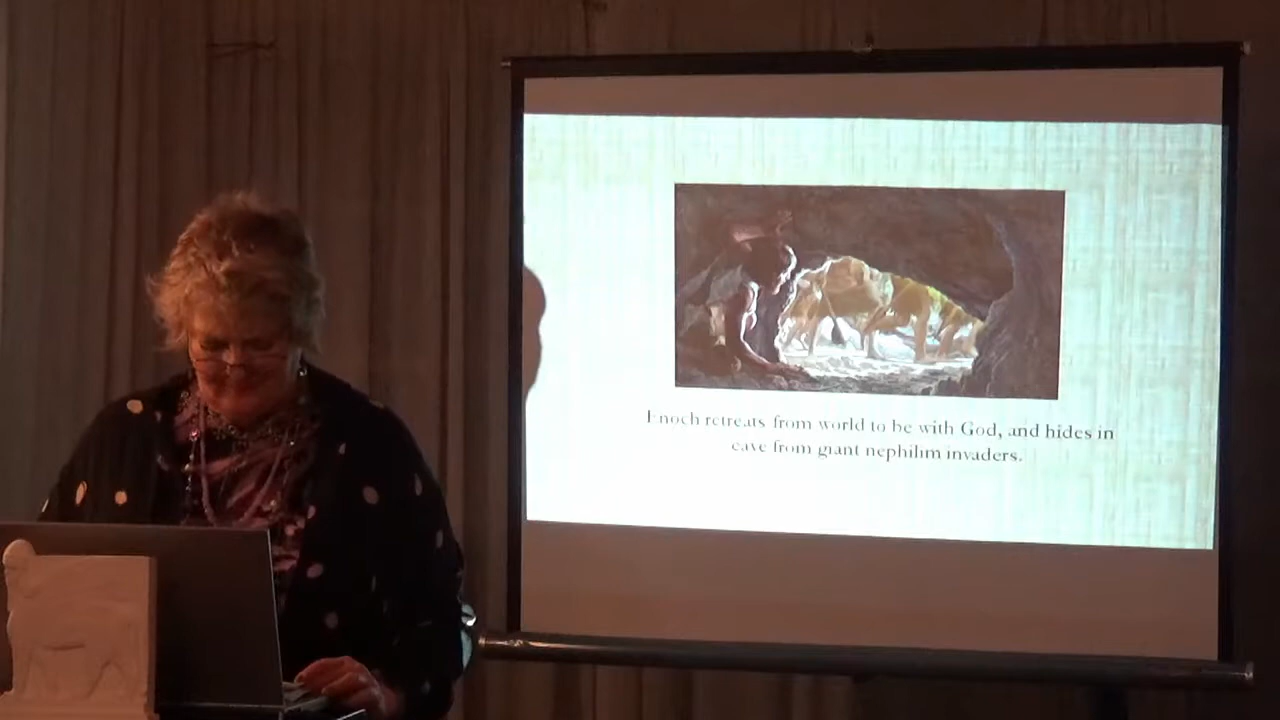 Enoch retreats from world to be with God, and hides in
cave from giant nephilim invaders.